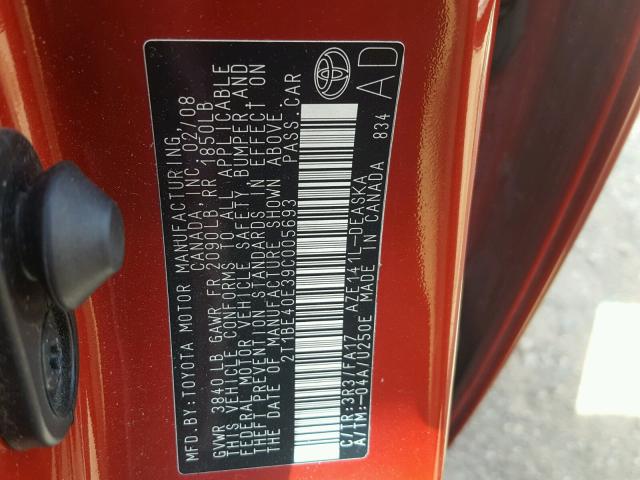 MFD.BY:TOYOTA MOTOR MANUFACTURING,
CANADA, INC. 02/08
GVWR 3840 LB GAWR FR 2090LB,RR 1850LB
THIS VEHICLE CONFORMS TO ALL APPLICABLE
FEDERAL MOTOR VEHICLE SAFETY,BUMPER,AND
THEFT PREVENTION STANDARDS IN EFFECT ON
THE DATE OF MANUFACTURE SHOWN ABOVE.
2T1BE40E39C005693 PASS.CAR
C/TR:3R3/FA17 AZE141L-DEASKA
A/TM:-04A/U250E MADE IN CANADA 834
AD